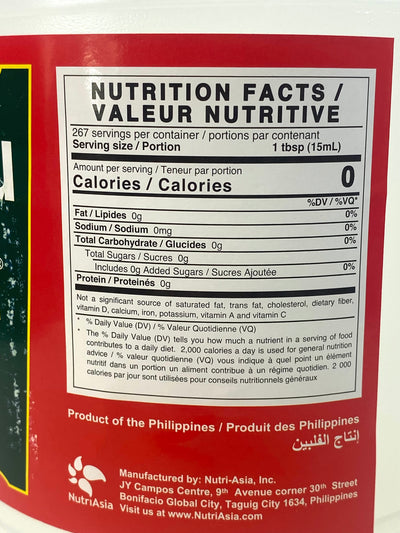 NUTRITION FACTS /
VALEUR NUTRITIVE
267 servings per container / portions par contenant
Serving size / Portion 1 tbsp (15mL)
Amount per serving / Teneur par portion
Calories / Calories 0
%DV / %VQ*
Fat / Lipides 0g 0%
Sodium / Sodium 0mg 0%
Total Carbohydrate / Glucides 0g 0%
Total Sugars / Sucres 0g
Includes 0g Added Sugars / Sucres Ajoutée 0%
Protein / Protéines 0g
Not a significant source of saturated fat, trans fat, cholesterol, dietary fiber,
vitamin D, calcium, iron, potassium, vitamin A and vitamin C
* % Daily Value (DV) / % Valeur Quotidienne (VQ)
* The % Daily Value (DV) tells you how much a nutrient in a serving of food
contributes to a daily diet. 2,000 calories a day is used for general nutrition
advice / % valeur quotidienne (VQ) vous indique à quel point un élément
nutritif dans un portion un aliment contribue à un régime quotidien. 2 000
calories par jour sont utilisées pour conseils nutritionnels généraux
Product of the Philippines / Produit des Philippines
إنتاج الفلبين
NutriAsia
Manufactured by: Nutri-Asia, Inc.
JY Campos Centre, 9th Avenue corner 30th Street
Bonifacio Global City, Taguig City 1634, Philippines
Visit us at www.NutriAsia.com